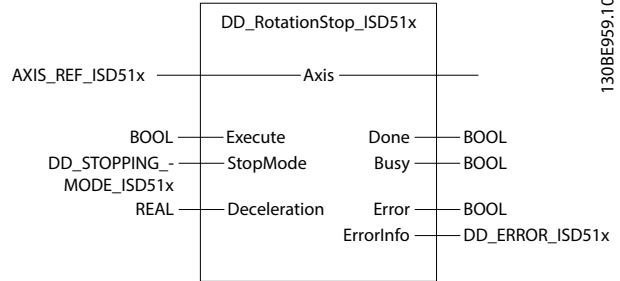 DD_RotationStop_ISD51x
AXIS_REF_ISD51x Axis
BOOL Execute Done BOOL
DD_STOPPING_- StopMode Busy BOOL
MODE_ISD51x
REAL Deceleration Error BOOL
ErrorInfo DD_ERROR_ISD51x
130BE959.10